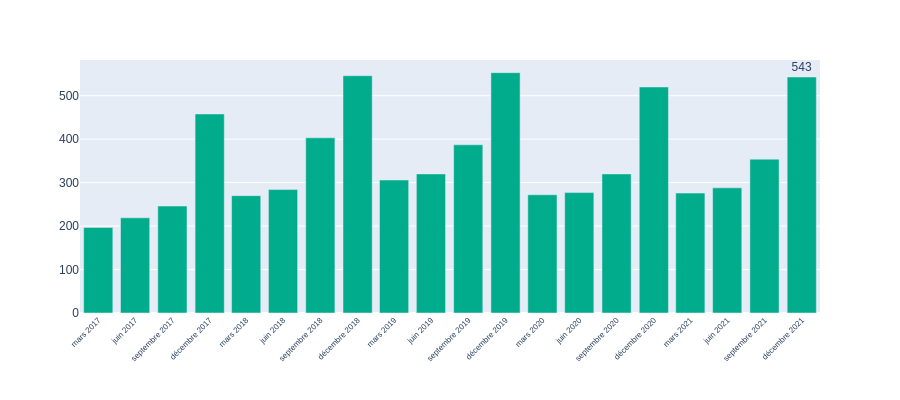 543
500
400
300
200
100
0
mars 2017
juin 2017
septembre 2017
décembre 2017
mars 2018
juin 2018
septembre 2018
décembre 2018
mars 2019
juin 2019
septembre 2019
décembre 2019
mars 2020
juin 2020
septembre 2020
décembre 2020
mars 2021
juin 2021
septembre 2021
décembre 2021